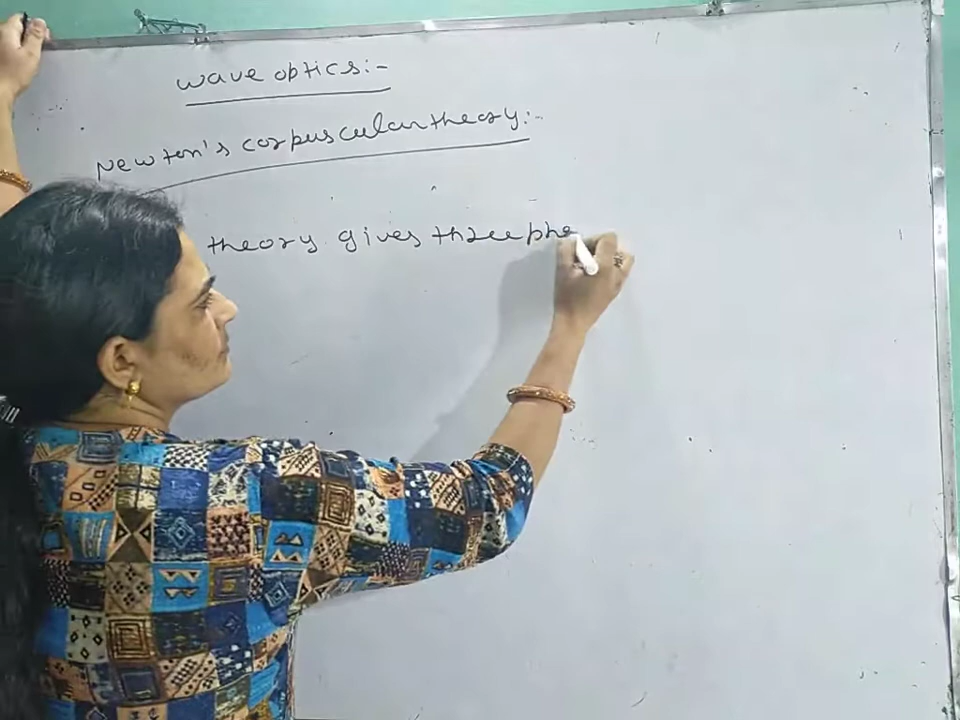 wave optics:-
Newton's corpuscular theory:-
theory gives three phe